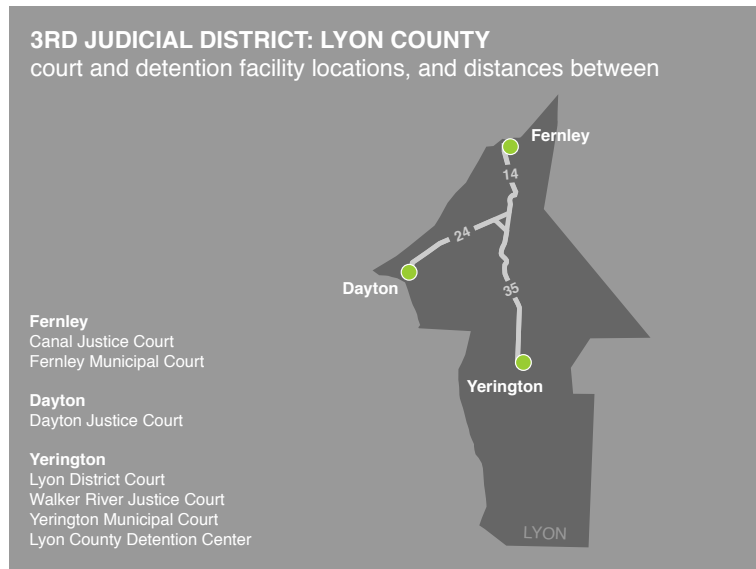 3RD JUDICIAL DISTRICT: LYON COUNTY
court and detention facility locations, and distances between
Fernley
14
24
Dayton
35
Yerington
Fernley
Canal Justice Court
Fernley Municipal Court
Dayton
Dayton Justice Court
Yerington
Lyon District Court
Walker River Justice Court
Yerington Municipal Court
Lyon County Detention Center
LYON